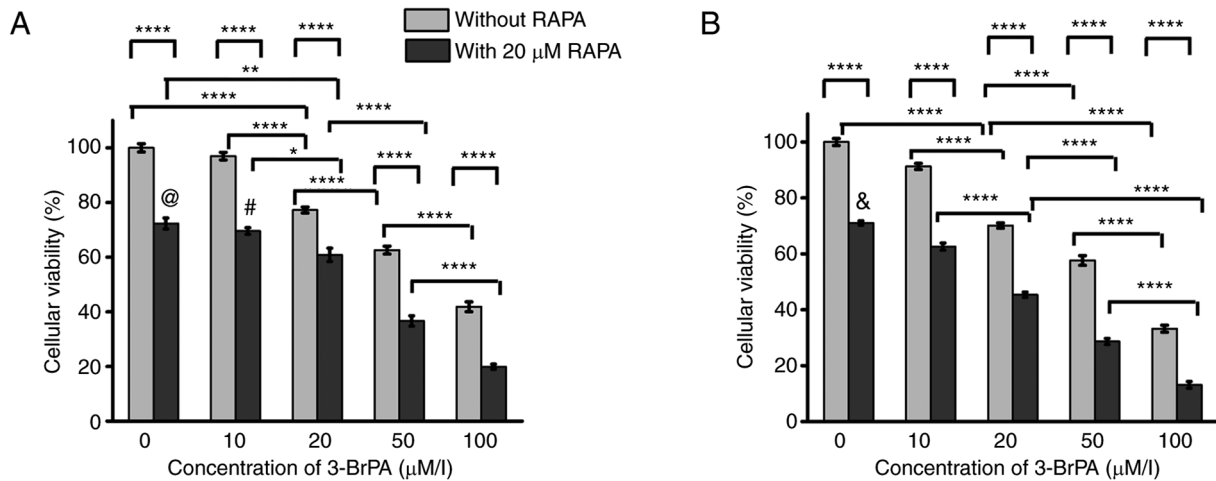 A
Without RAPA
With 20 μM RAPA
**** **** ****
**
**** ****
**** **** ****
*
****
****
****
@
#
Cellular viability (%)
100
80
60
40
20
0
0 10 20 50 100
Concentration of 3-BrPA (μM/l)
B
**** **** ****
**** **** ****
**** ****
**** ****
****
**** ****
****
&
Cellular viability (%)
100
80
60
40
20
0
0 10 20 50 100
Concentration of 3-BrPA (μM/l)